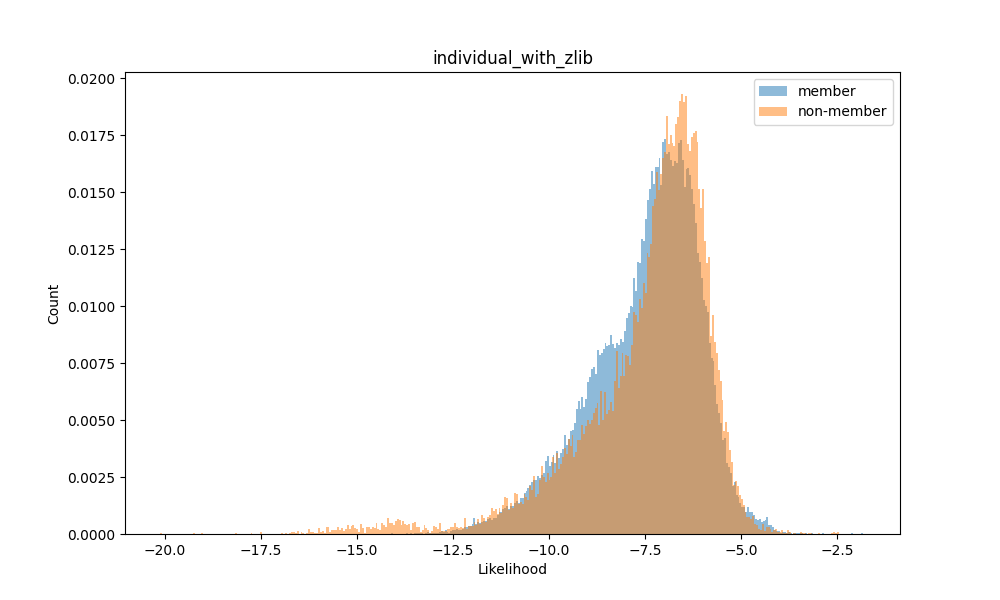 individual_with_zlib
member
non-member
0.0200
0.0175
0.0150
0.0125
0.0100
0.0075
0.0050
0.0025
0.0000
Count
−20.0 −17.5 −15.0 −12.5 −10.0 −7.5 −5.0 −2.5
Likelihood